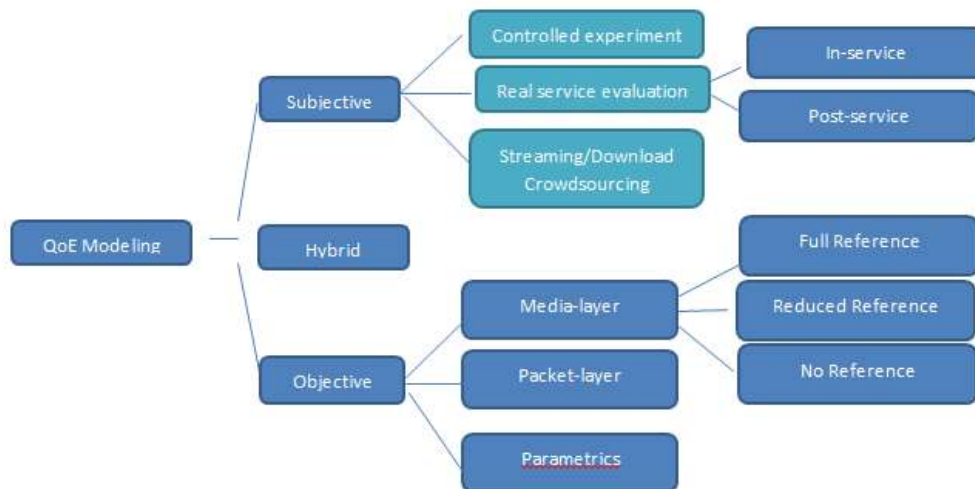 Controlled experiment
In-service
Subjective
Real service evaluation
Post-service
Streaming/Download
Crowdsourcing
QoE Modeling
Hybrid
Full Reference
Media-layer
Reduced Reference
Objective
Packet-layer
No Reference
Parametrics